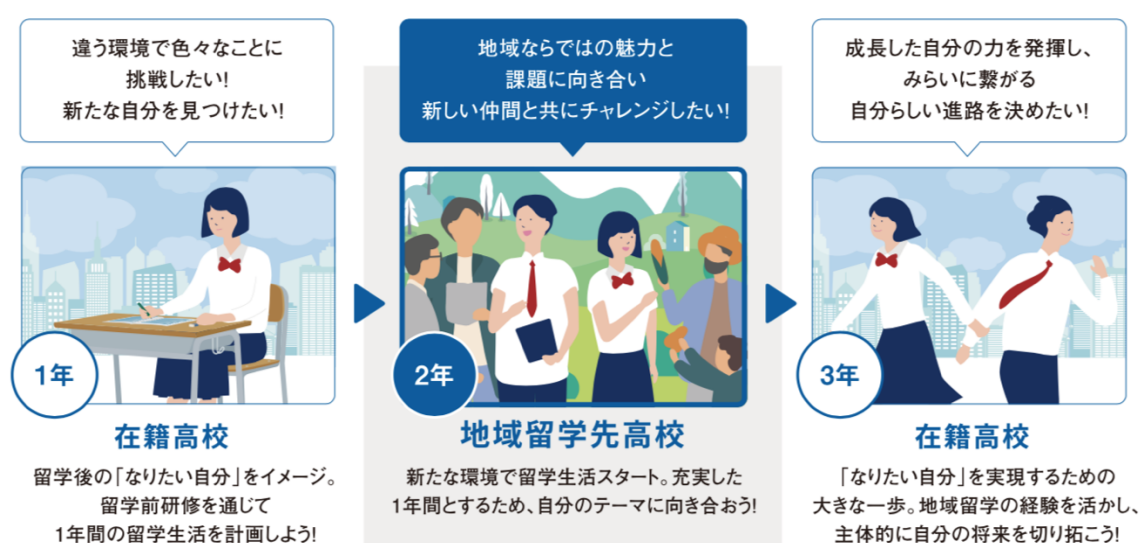 違う環境で色々なことに
挑戦したい!
新たな自分を見つけたい!
1年
在籍高校
留学後の「なりたい自分」をイメージ。
留学前研修を通じて
1年間の留学生活を計画しよう!
地域ならではの魅力と
課題に向き合い
新しい仲間と共にチャレンジしたい!
2年
地域留学先高校
新たな環境で留学生活スタート。充実した
1年間とするため、自分のテーマに向き合おう!
成長した自分の力を発揮し、
みらいに繋がる
自分らしい進路を決めたい!
3年
在籍高校
「なりたい自分」を実現するための
大きな一歩。地域留学の経験を活かし、
主体的に自分の将来を切り拓こう!